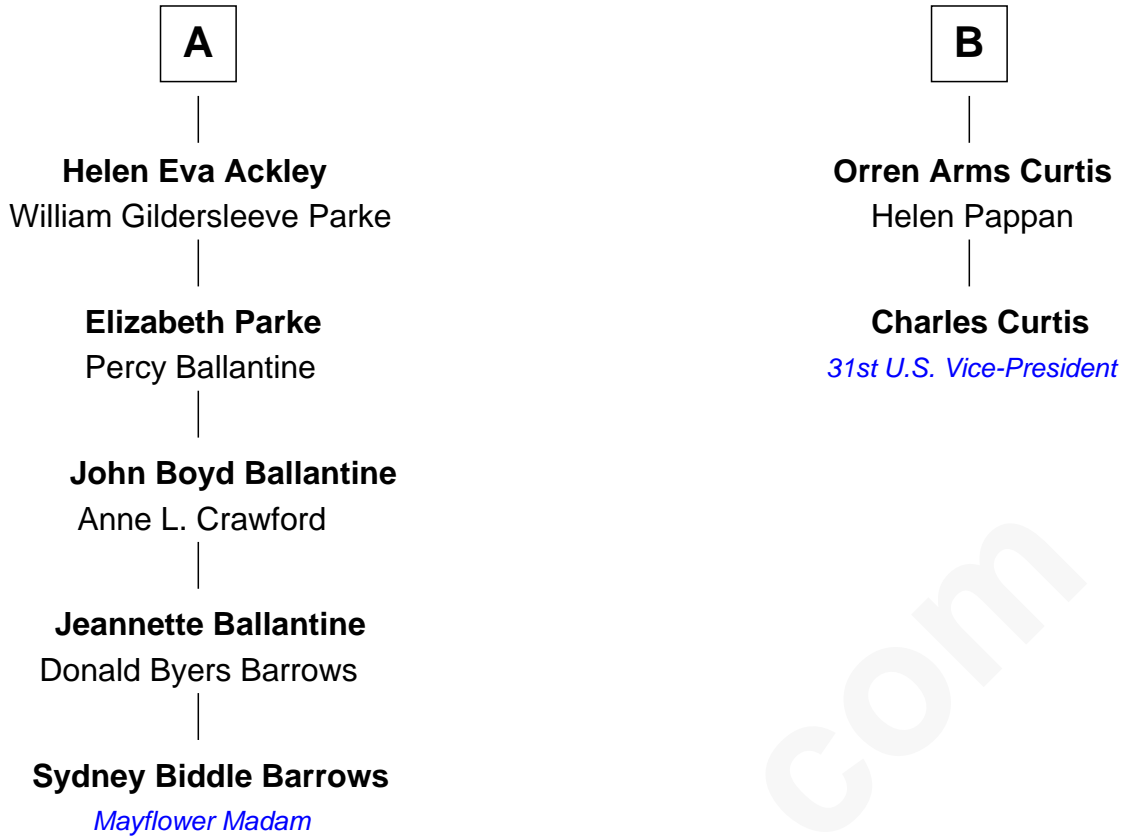 A
Helen Eva Ackley
William Gildersleeve Parke
Elizabeth Parke
Percy Ballantine
John Boyd Ballantine
Anne L. Crawford
Jeannette Ballantine
Donald Byers Barrows
Sydney Biddle Barrows
Mayflower Madam
B
Orren Arms Curtis
Helen Pappan
Charles Curtis
31st U.S. Vice-President
com